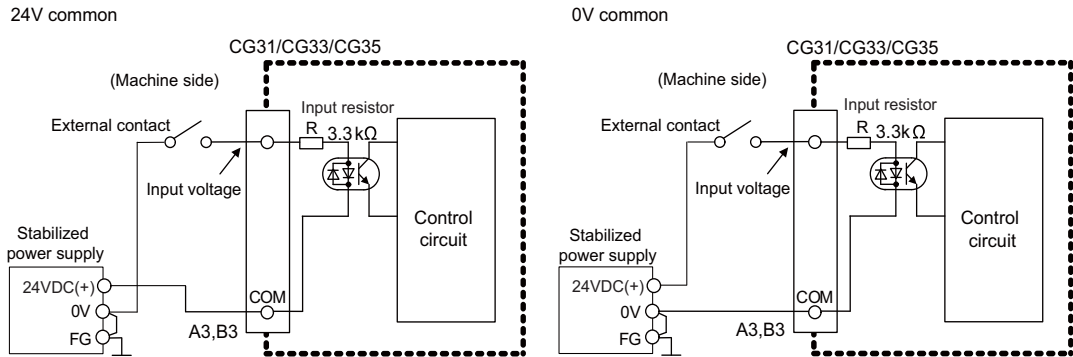 24V common
CG31/CG33/CG35
(Machine side)
Input resistor
R
3.3kΩ
External contact
Input voltage
Control
circuit
Stabilized
power supply
24VDC(+)
COM
0V
A3,B3
FG
0V common
CG31/CG33/CG35
(Machine side)
Input resistor
R
3.3kΩ
External contact
Input voltage
Control
circuit
Stabilized
power supply
24VDC(+)
COM
0V
A3,B3
FG